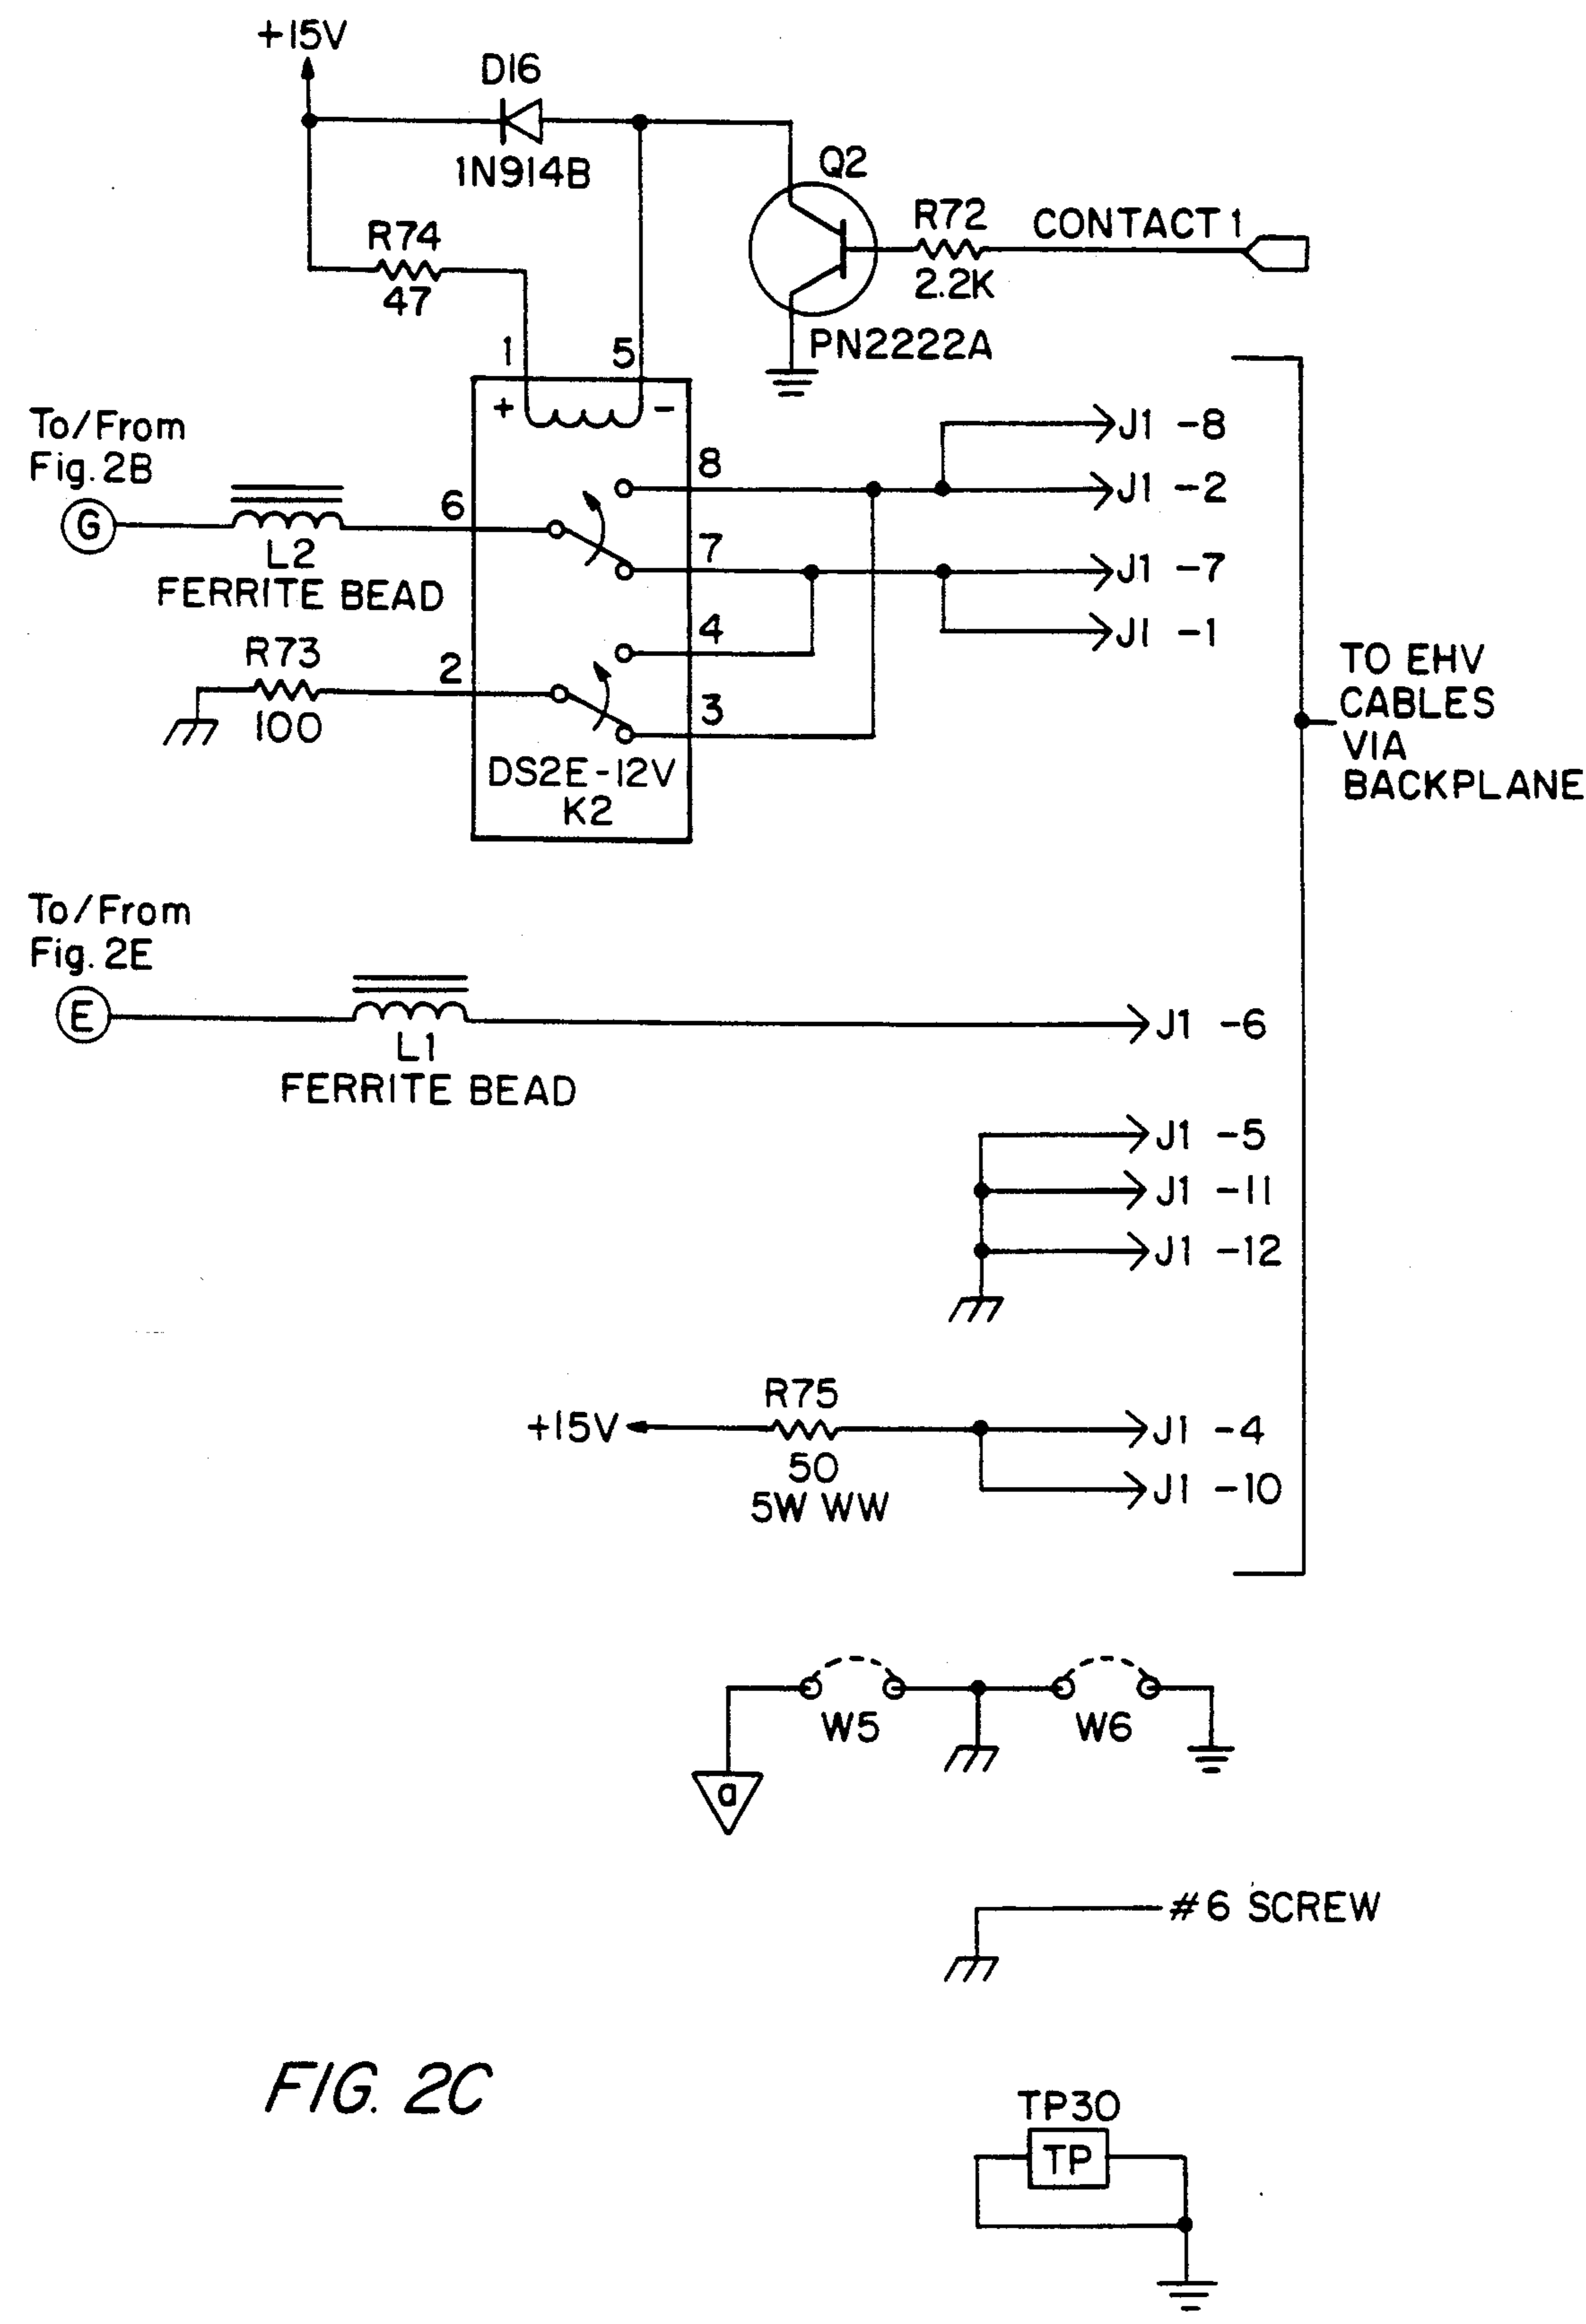 +15V
D16
1N914B
Q2
R72
CONTACT 1
2.2K
PN2222A
R74
47
1
5
+
-
To/From
Fig. 2B
G
L2
FERRITE BEAD
6
8
7
4
2
3
R73
100
DS2E-12V
K2
J1 -8
J1 -2
J1 -7
J1 -1
TO EHV
CABLES
VIA
BACKPLANE
To/From
Fig. 2E
E
L1
FERRITE BEAD
J1 -6
J1 -5
J1 -11
J1 -12
R75
+15V
50
5W WW
J1 -4
J1 -10
W5
W6
a
#6 SCREW
FIG. 2C
TP30
TP